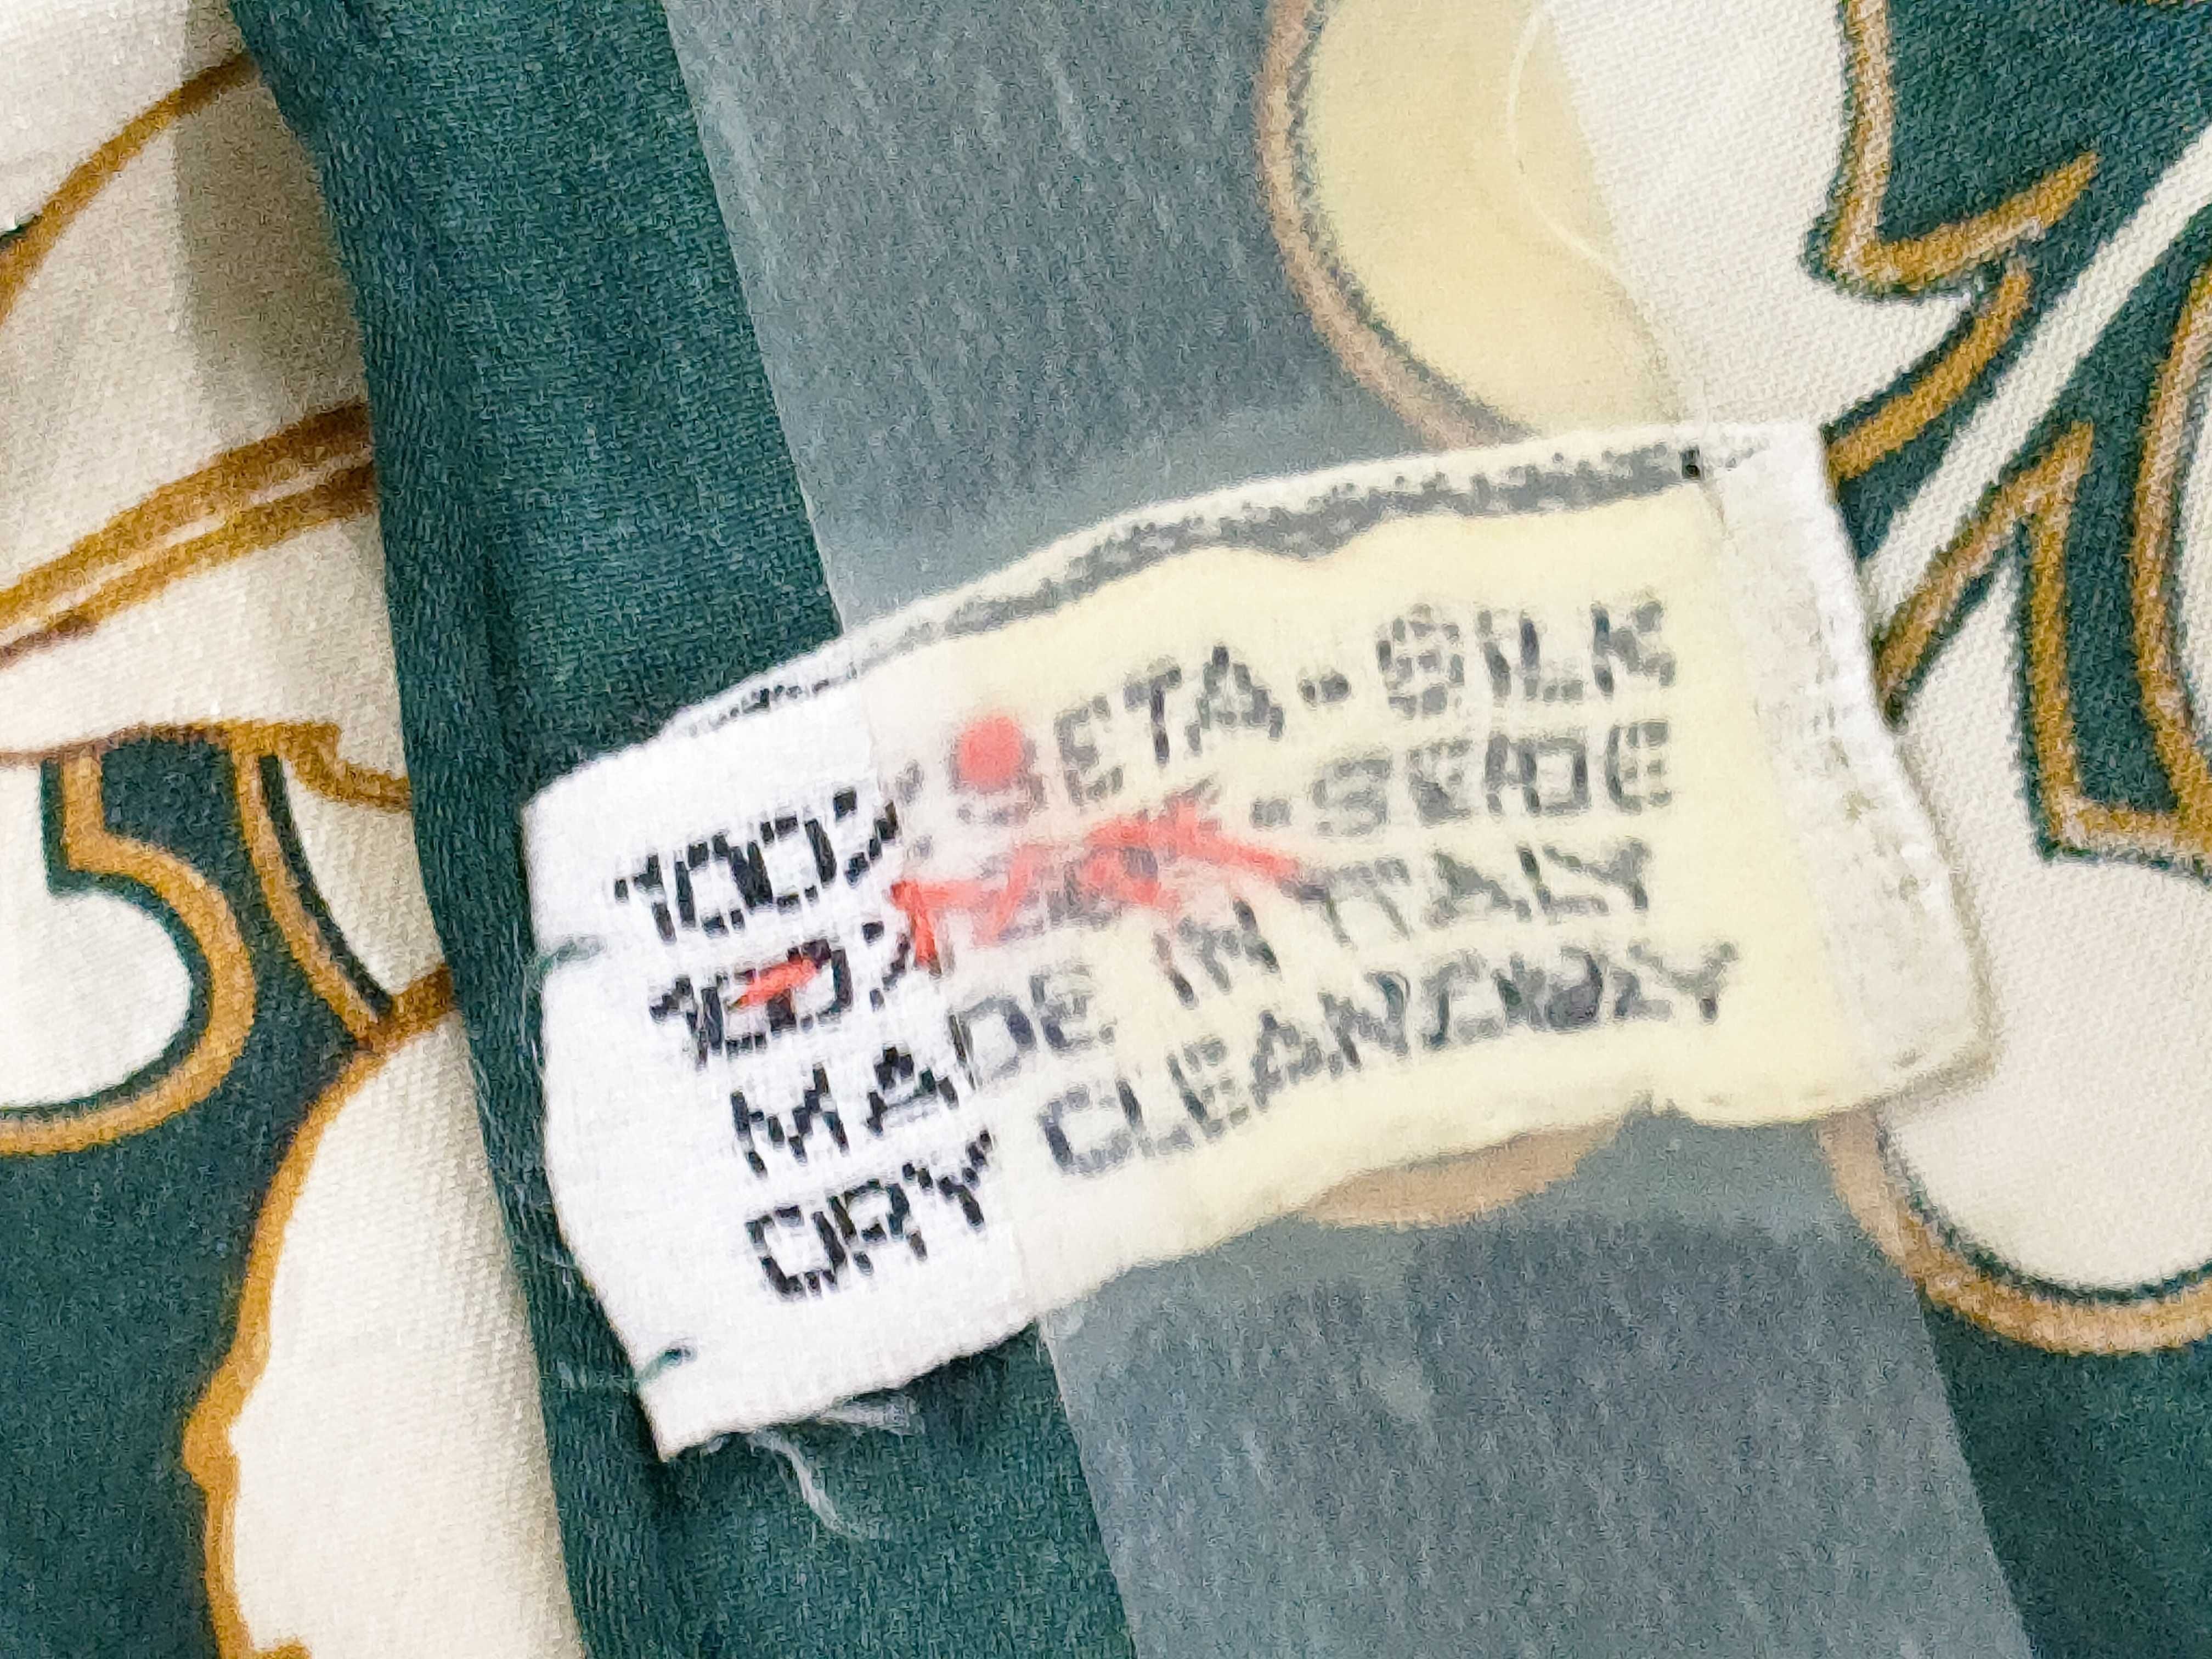 100% SETA - SILK
100% - SEIDE
MADE IN ITALY
DRY CLEAN ONLY